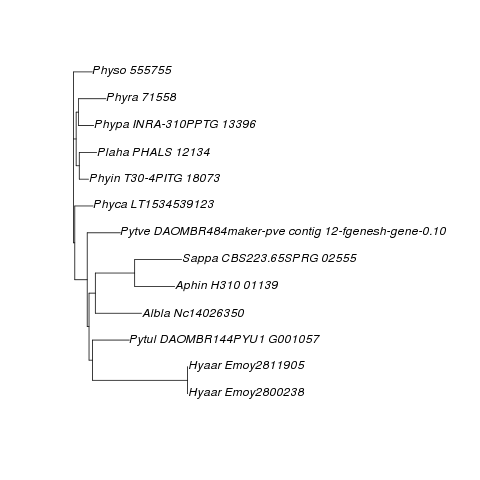 Physo 555755
Phyra 71558
Phypa INRA-310PPTG 13396
Plaha PHALS 12134
Phyin T30-4PITG 18073
Phyca LT1534539123
Pytve DAOMBR484maker-pve contig 12-fgenesh-gene-0.10
Sappa CBS223.65SPRG 02555
Aphin H310 01139
Albla Nc14026350
Pytul DAOMBR144PYU1 G001057
Hyaar Emoy2811905
Hyaar Emoy2800238